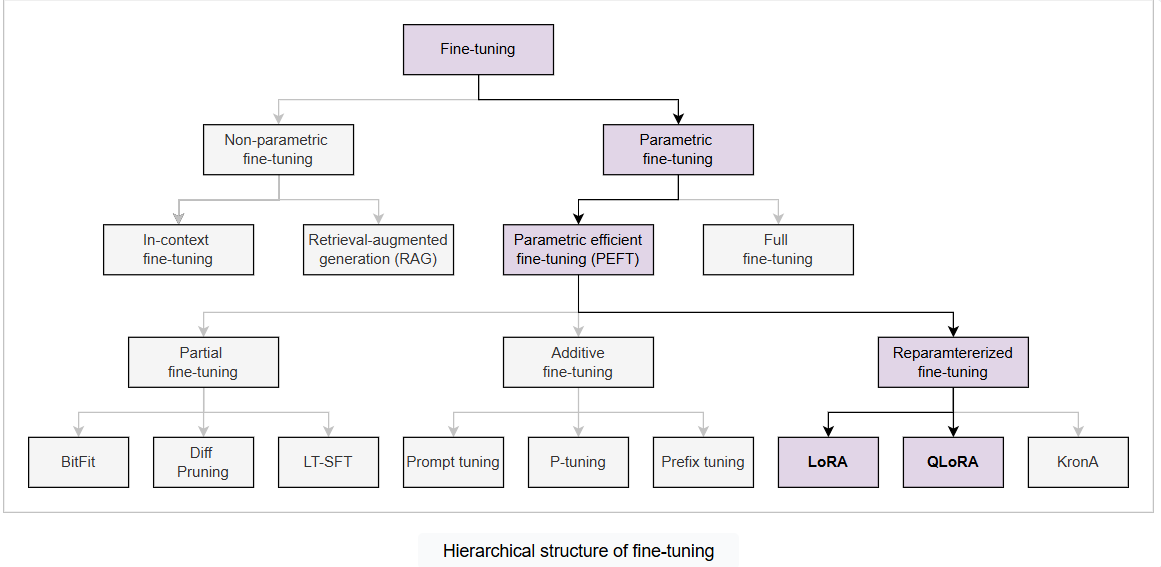 Fine-tuning
Non-parametric
fine-tuning
Parametric
fine-tuning
In-context
fine-tuning
Retrieval-augmented
generation (RAG)
Parametric efficient
fine-tuning (PEFT)
Full
fine-tuning
Partial
fine-tuning
Additive
fine-tuning
Reparamtererized
fine-tuning
BitFit
Diff
Pruning
LT-SFT
Prompt tuning
P-tuning
Prefix tuning
LoRA
QLoRA
KronA
Hierarchical structure of fine-tuning